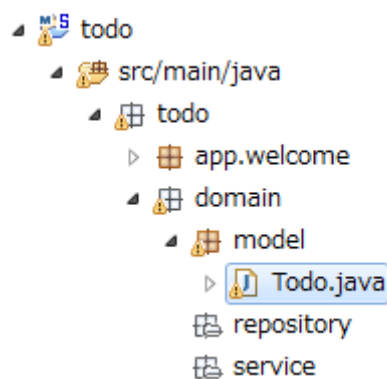 todo
src/main/java
todo
app.welcome
domain
model
Todo.java
repository
service